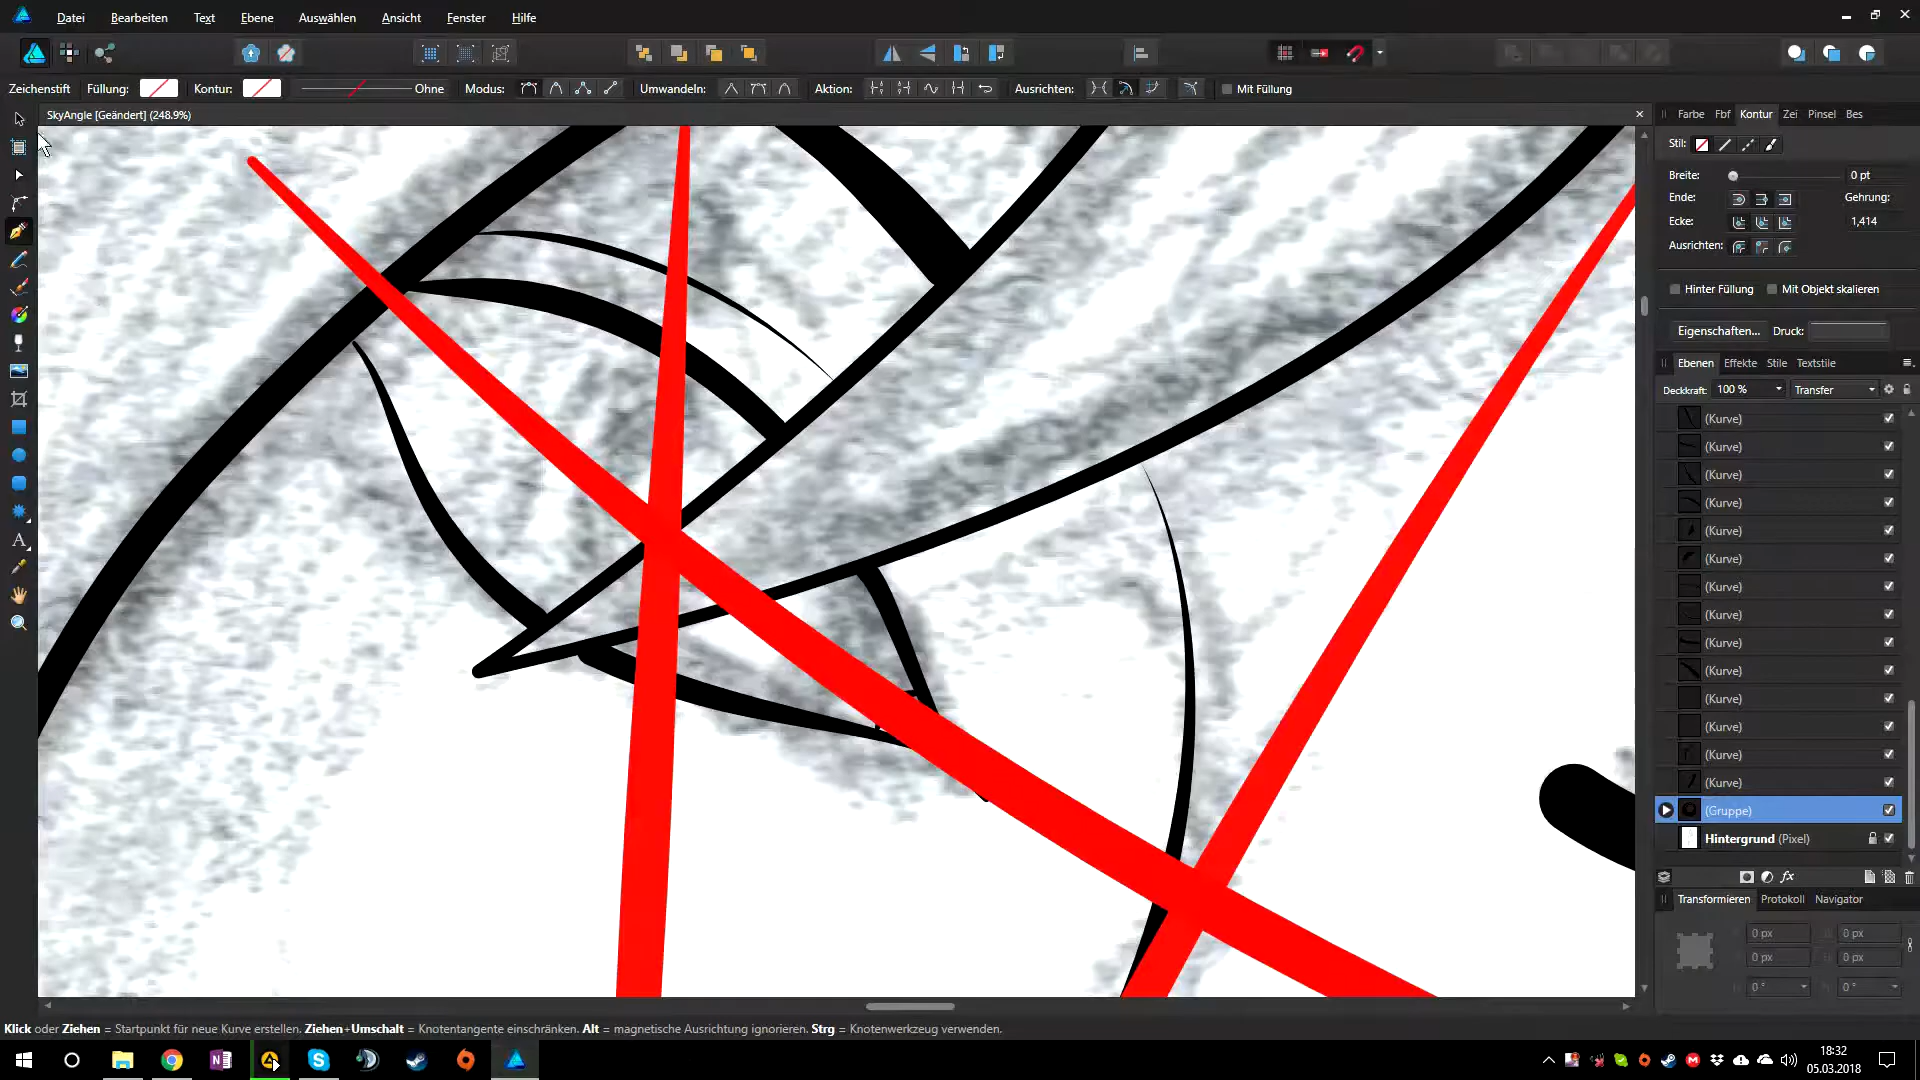 Datei Bearbeiten Text Ebene Auswählen Ansicht Fenster Hilfe
Zeichenstift Füllung: Kontur: Ohne Modus: Umwandeln: Aktion: Ausrichten: Mit Füllung
SkyAngle [Geändert] (248.9%)
Farbe Fbf Kontur Zei Pinsel Bes
Stil:
Breite: 0 pt
Ende: Gehrung:
Ecke: 1,414
Ausrichten:
Hinter Füllung Mit Objekt skalieren
Eigenschaften... Druck:
Ebenen Effekte Stile Textstile
Deckkraft: 100 % Transfer
(Kurve)
(Kurve)
(Kurve)
(Kurve)
(Kurve)
(Kurve)
(Kurve)
(Kurve)
(Kurve)
(Kurve)
(Kurve)
(Kurve)
(Kurve)
(Kurve)
(Gruppe)
Hintergrund (Pixel)
fx
Transformieren Protokoll Navigator
0 px 0 px
0 px 0 px
0 ° 0 °
Klick oder Ziehen = Startpunkt für neue Kurve erstellen. Ziehen+Umschalt = Knotentangente einschränken. Alt = magnetische Ausrichtung ignorieren. Strg = Knotenwerkzeug verwenden.
18:32
05.03.2018